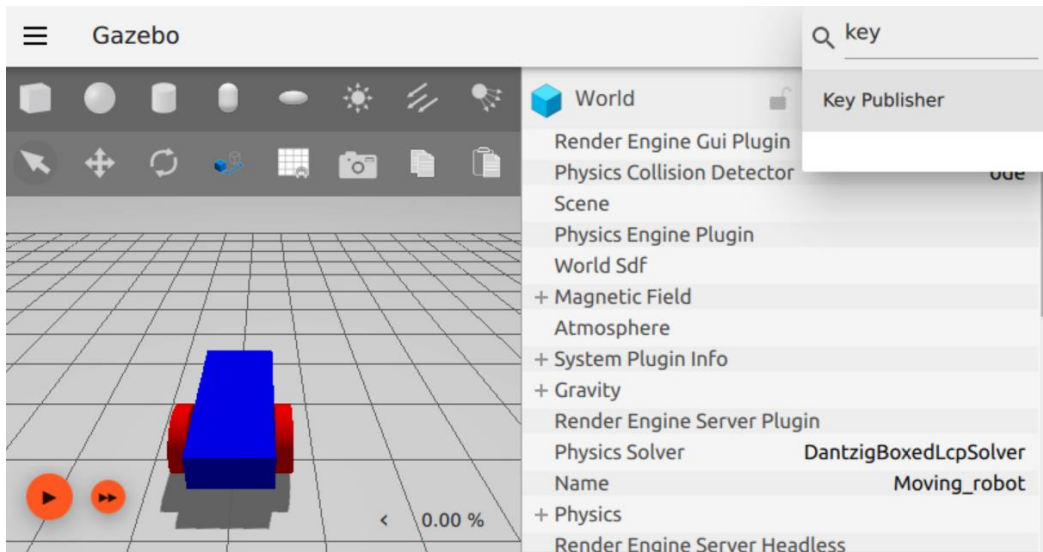 Gazebo
key
Key Publisher
World
Render Engine Gui Plugin
Physics Collision Detector ode
Scene
Physics Engine Plugin
World Sdf
+ Magnetic Field
Atmosphere
+ System Plugin Info
+ Gravity
Render Engine Server Plugin
Physics Solver DantzigBoxedLcpSolver
Name Moving_robot
+ Physics
Render Engine Server Headless
< 0.00 %